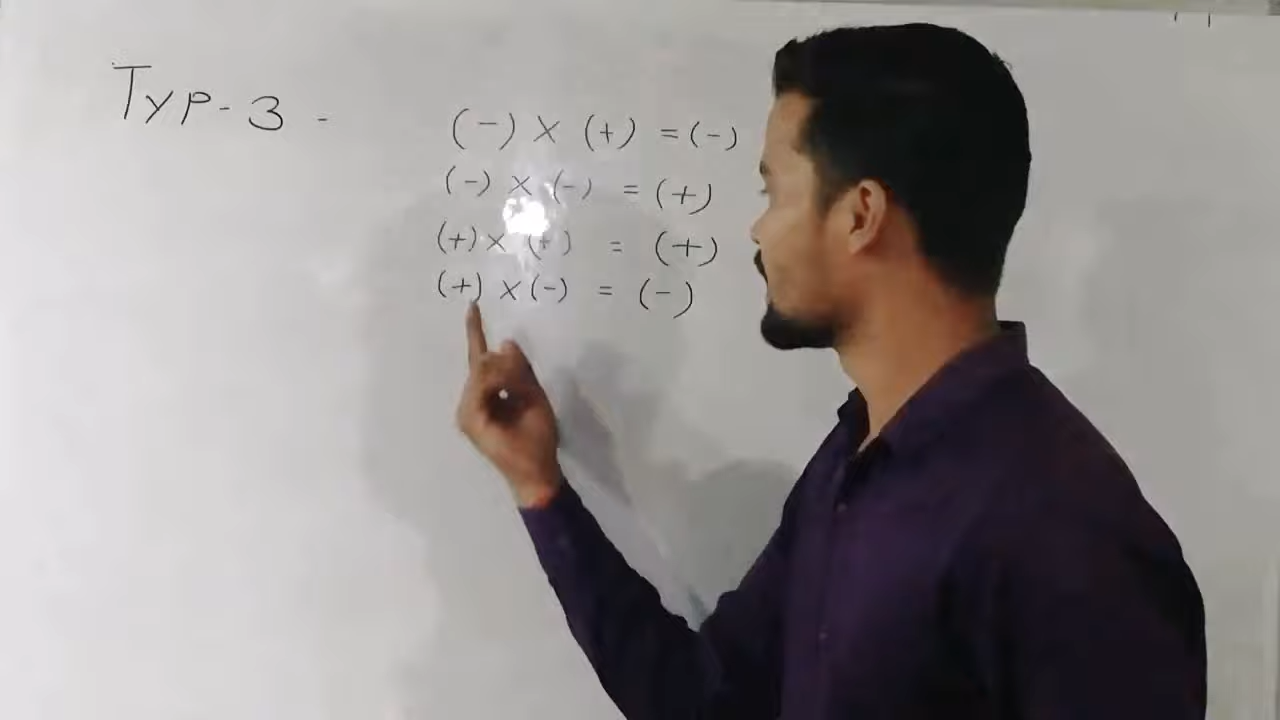 Typ-3 -
(-) × (+) = (-)
(-) × (-) = (+)
(+) × (+) = (+)
(+) × (-) = (-)